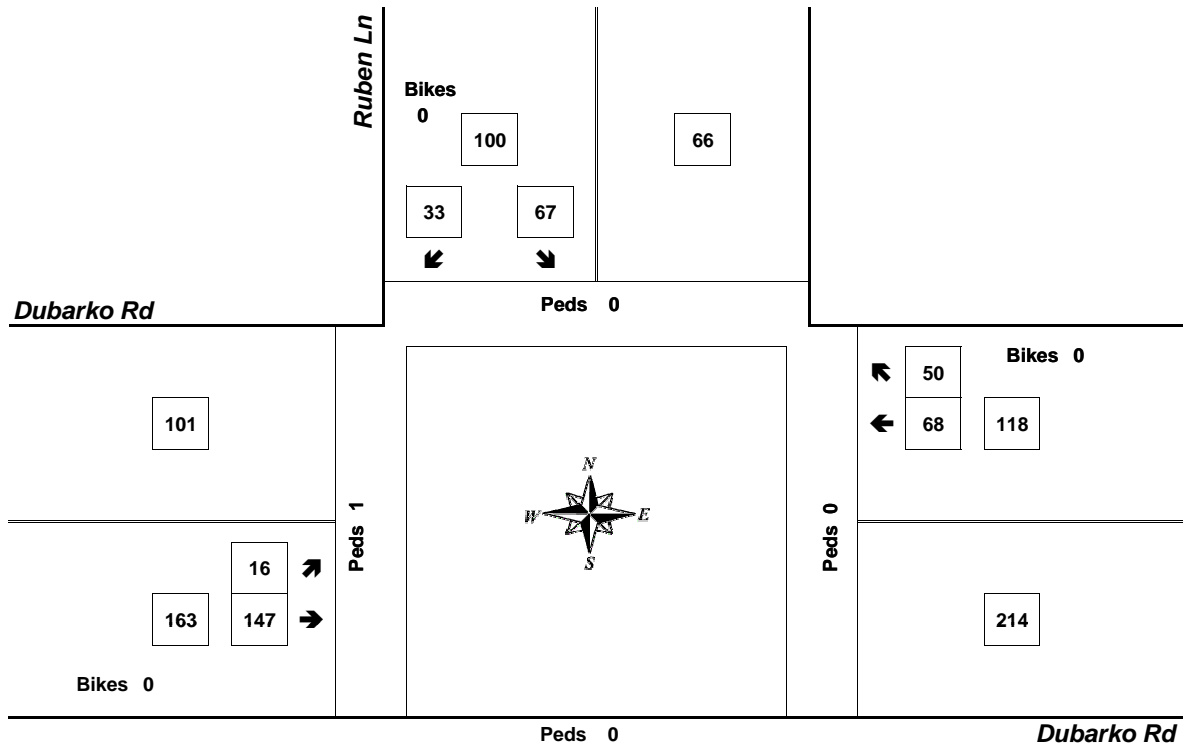 Ruben Ln
Bikes
0
100
66
33
67
Peds 0
Dubarko Rd
Bikes 0
50
101
68
118
N
W
E
S
Peds 1
Peds 0
16
163
147
214
Bikes 0
Peds 0
Dubarko Rd